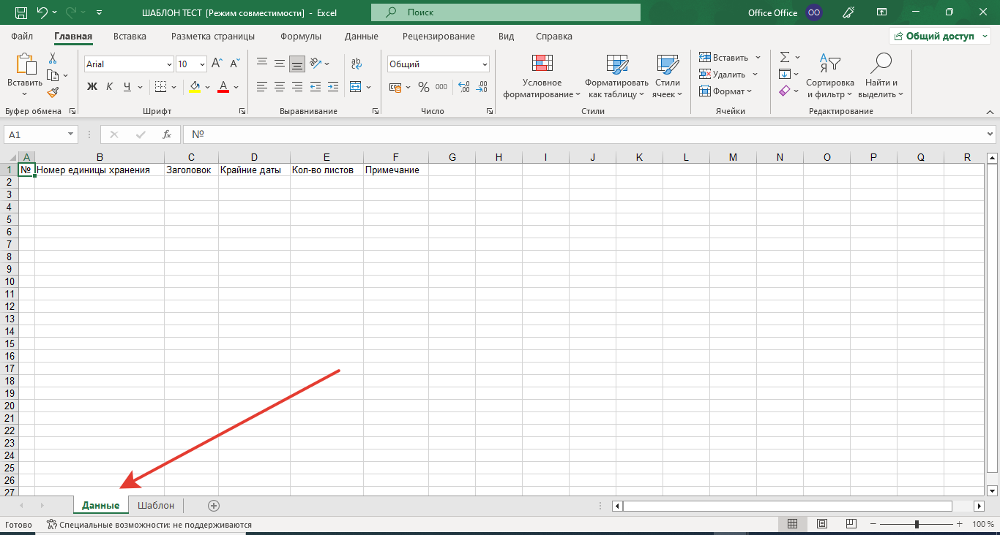 ШАБЛОН ТЕСТ [Режим совместимости] - Excel
Поиск
Office Office
OO
Файл Главная Вставка Разметка страницы Формулы Данные Рецензирование Вид Справка
Общий доступ
Вставить
Буфер обмена
Arial 10
Ж К Ч
Шрифт
Выравнивание
Общий
% 000
Число
Условное форматирование
Форматировать как таблицу
Стили ячеек
Стили
Вставить
Удалить
Формат
Ячейки
Сортировка и фильтр
Найти и выделить
Редактирование
A1
fx
№
A B C D E F G H I J K L M N O P Q R
1 № Номер единицы хранения Заголовок Крайние даты Кол-во листов Примечание
2
3
4
5
6
7
8
9
10
11
12
13
14
15
16
17
18
19
20
21
22
23
24
25
26
27
Данные Шаблон
Готово
Специальные возможности: не поддерживаются
100 %